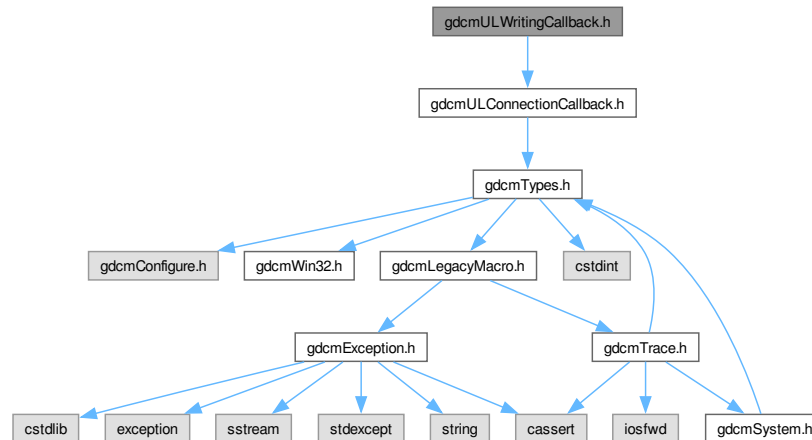 gdcmULWritingCallback.h
gdcmULConnectionCallback.h
gdcmTypes.h
gdcmConfigure.h
gdcmWin32.h
gdcmLegacyMacro.h
cstdint
gdcmException.h
gdcmTrace.h
cstdlib
exception
sstream
stdexcept
string
cassert
iosfwd
gdcmSystem.h